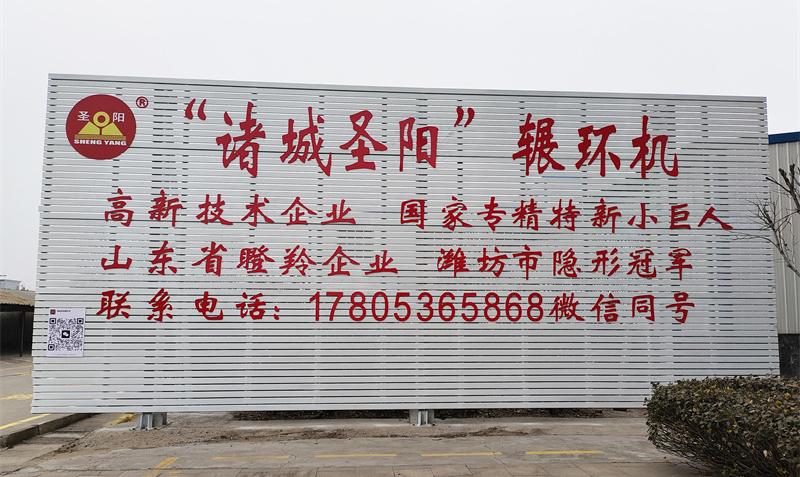 圣阳®
SHENG YANG
“诸城圣阳”辗环机
高新技术企业 国家专精特新小巨人
山东省瞪羚企业 潍坊市隐形冠军
联系电话：17805365868微信同号